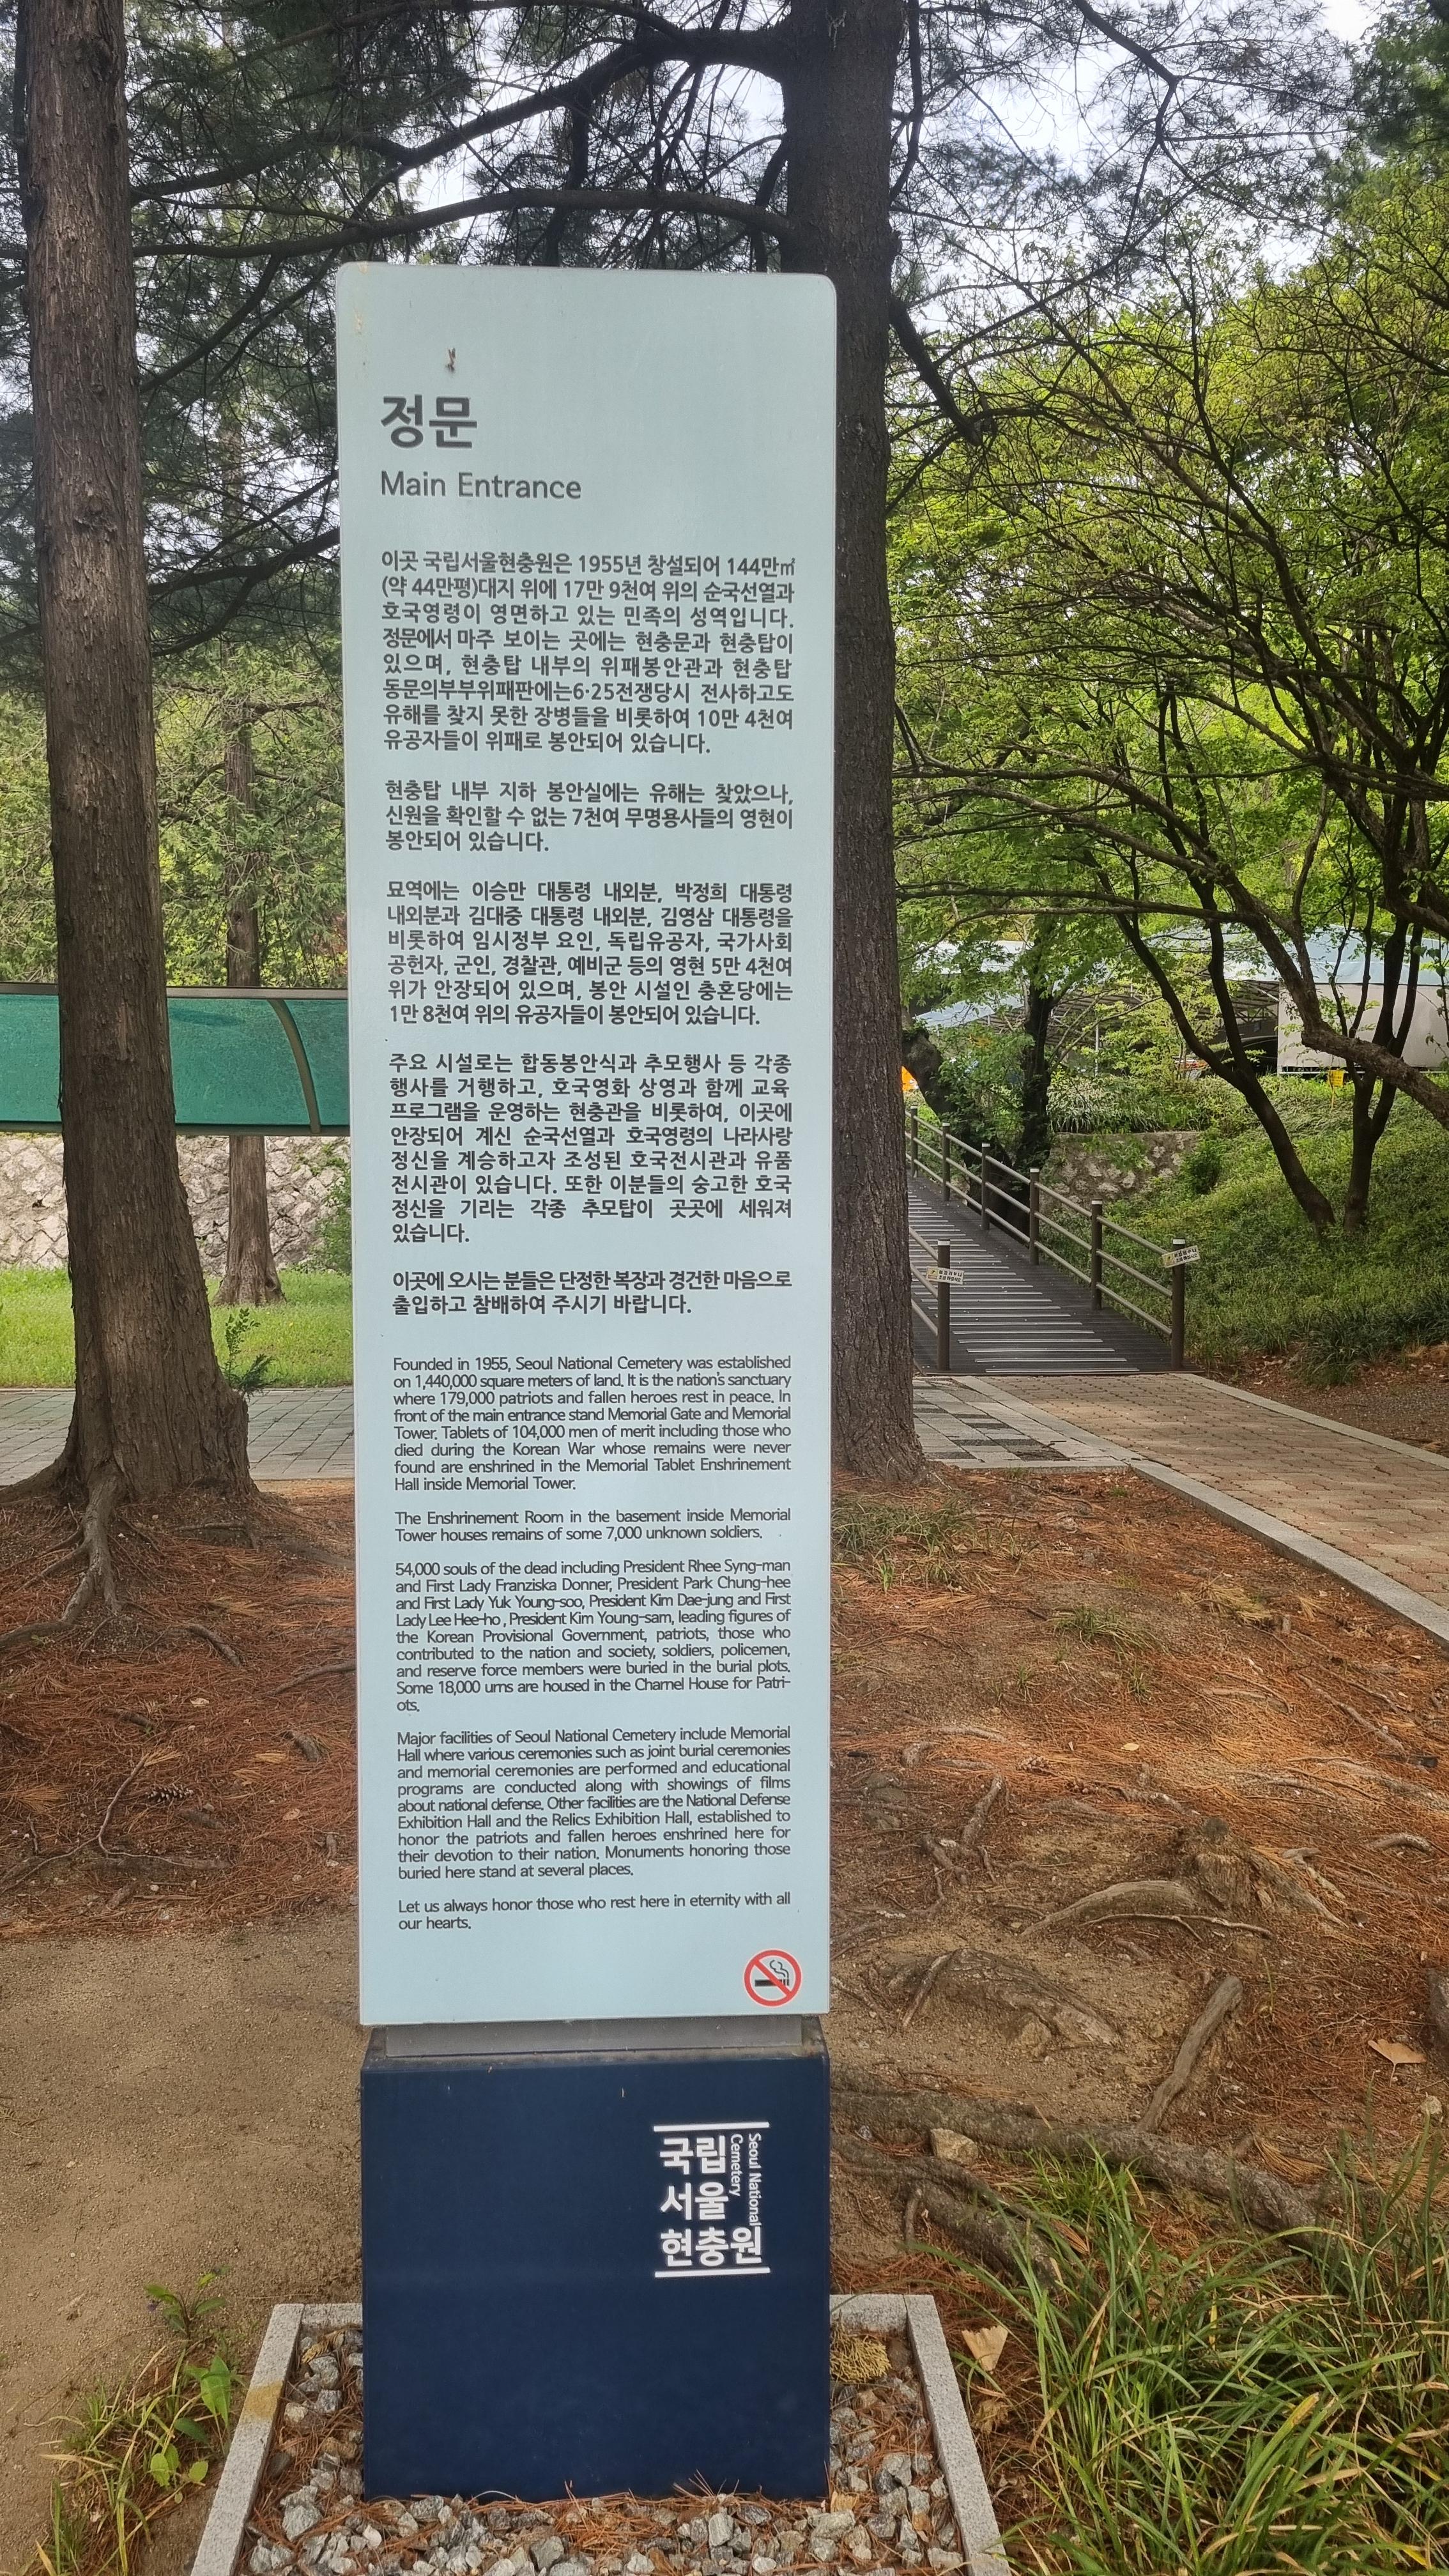 정문
Main Entrance
이곳 국립서울현충원은 1955년 창설되어 144만㎡
(약 44만평)대지 위에 17만 9천여 위의 순국선열과
호국영령이 영면하고 있는 민족의 성역입니다.
정문에서 마주 보이는 곳에는 현충문과 현충탑이
있으며, 현충탑 내부의 위패봉안관과 현충탑
동문의부부위패판에는6·25전쟁당시 전사하고도
유해를 찾지 못한 장병들을 비롯하여 10만 4천여
유공자들이 위패로 봉안되어 있습니다.
현충탑 내부 지하 봉안실에는 유해는 찾았으나,
신원을 확인할 수 없는 7천여 무명용사들의 영현이
봉안되어 있습니다.
묘역에는 이승만 대통령 내외분, 박정희 대통령
내외분과 김대중 대통령 내외분, 김영삼 대통령을
비롯하여 임시정부 요인, 독립유공자, 국가사회
공헌자, 군인, 경찰관, 예비군 등의 영현 5만 4천여
위가 안장되어 있으며, 봉안 시설인 충혼당에는
1만 8천여 위의 유공자들이 봉안되어 있습니다.
주요 시설로는 합동봉안식과 추모행사 등 각종
행사를 거행하고, 호국영화 상영과 함께 교육
프로그램을 운영하는 현충관을 비롯하여, 이곳에
안장되어 계신 순국선열과 호국영령의 나라사랑
정신을 계승하고자 조성된 호국전시관과 유품
전시관이 있습니다. 또한 이분들의 숭고한 호국
정신을 기리는 각종 추모탑이 곳곳에 세워져
있습니다.
이곳에 오시는 분들은 단정한 복장과 경건한 마음으로
출입하고 참배하여 주시기 바랍니다.
Founded in 1955, Seoul National Cemetery was established
on 1,440,000 square meters of land. It is the nation's sanctuary
where 179,000 patriots and fallen heroes rest in peace. In
front of the main entrance stand Memorial Gate and Memorial
Tower. Tablets of 104,000 men of merit including those who
died during the Korean War whose remains were never
found are enshrined in the Memorial Tablet Enshrinement
Hall inside Memorial Tower.
The Enshrinement Room in the basement inside Memorial
Tower houses remains of some 7,000 unknown soldiers.
54,000 souls of the dead including President Rhee Syng-man
and First Lady Franziska Donner, President Park Chung-hee
and First Lady Yuk Young-soo, President Kim Dae-jung and First
Lady Lee Hee-ho, President Kim Young-sam, leading figures of
the Korean Provisional Government, patriots, those who
contributed to the nation and society, soldiers, policemen,
and reserve force members were buried in the burial plots.
Some 18,000 urns are housed in the Charnel House for Patri-
ots.
Major facilities of Seoul National Cemetery include Memorial
Hall where various ceremonies such as joint burial ceremonies
and memorial ceremonies are performed and educational
programs are conducted along with showings of films
about national defense. Other facilities are the National Defense
Exhibition Hall and the Relics Exhibition Hall, established to
honor the patriots and fallen heroes enshrined here for
their devotion to their nation. Monuments honoring those
buried here stand at several places.
Let us always honor those who rest here in eternity with all
our hearts.
국립
서울
현충원
Seoul National
Cemetery